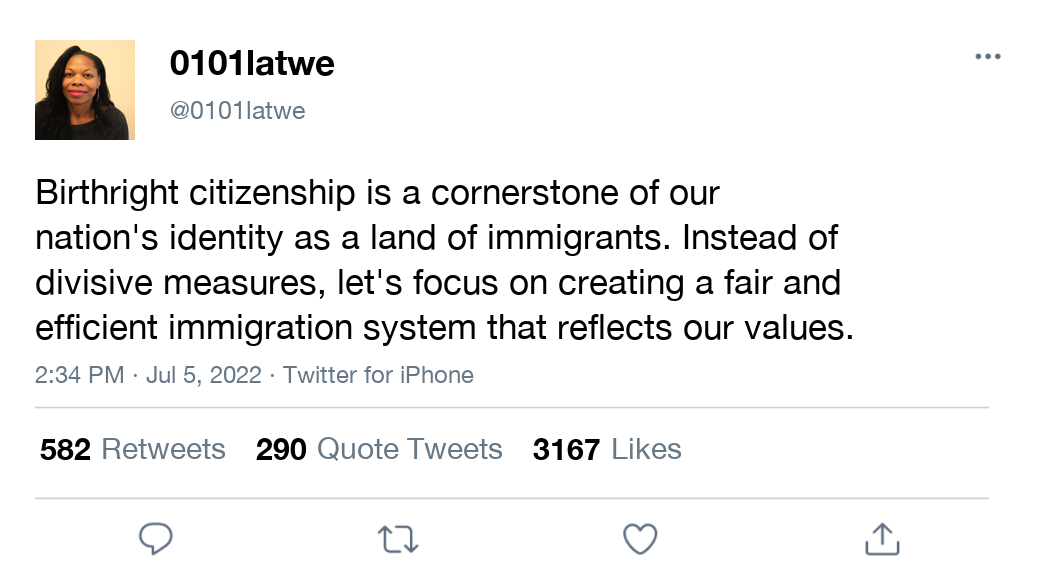 0101latwe
@0101latwe
Birthright citizenship is a cornerstone of our
nation's identity as a land of immigrants. Instead of
divisive measures, let's focus on creating a fair and
efficient immigration system that reflects our values.
2:34 PM · Jul 5, 2022 · Twitter for iPhone
582 Retweets 290 Quote Tweets 3167 Likes